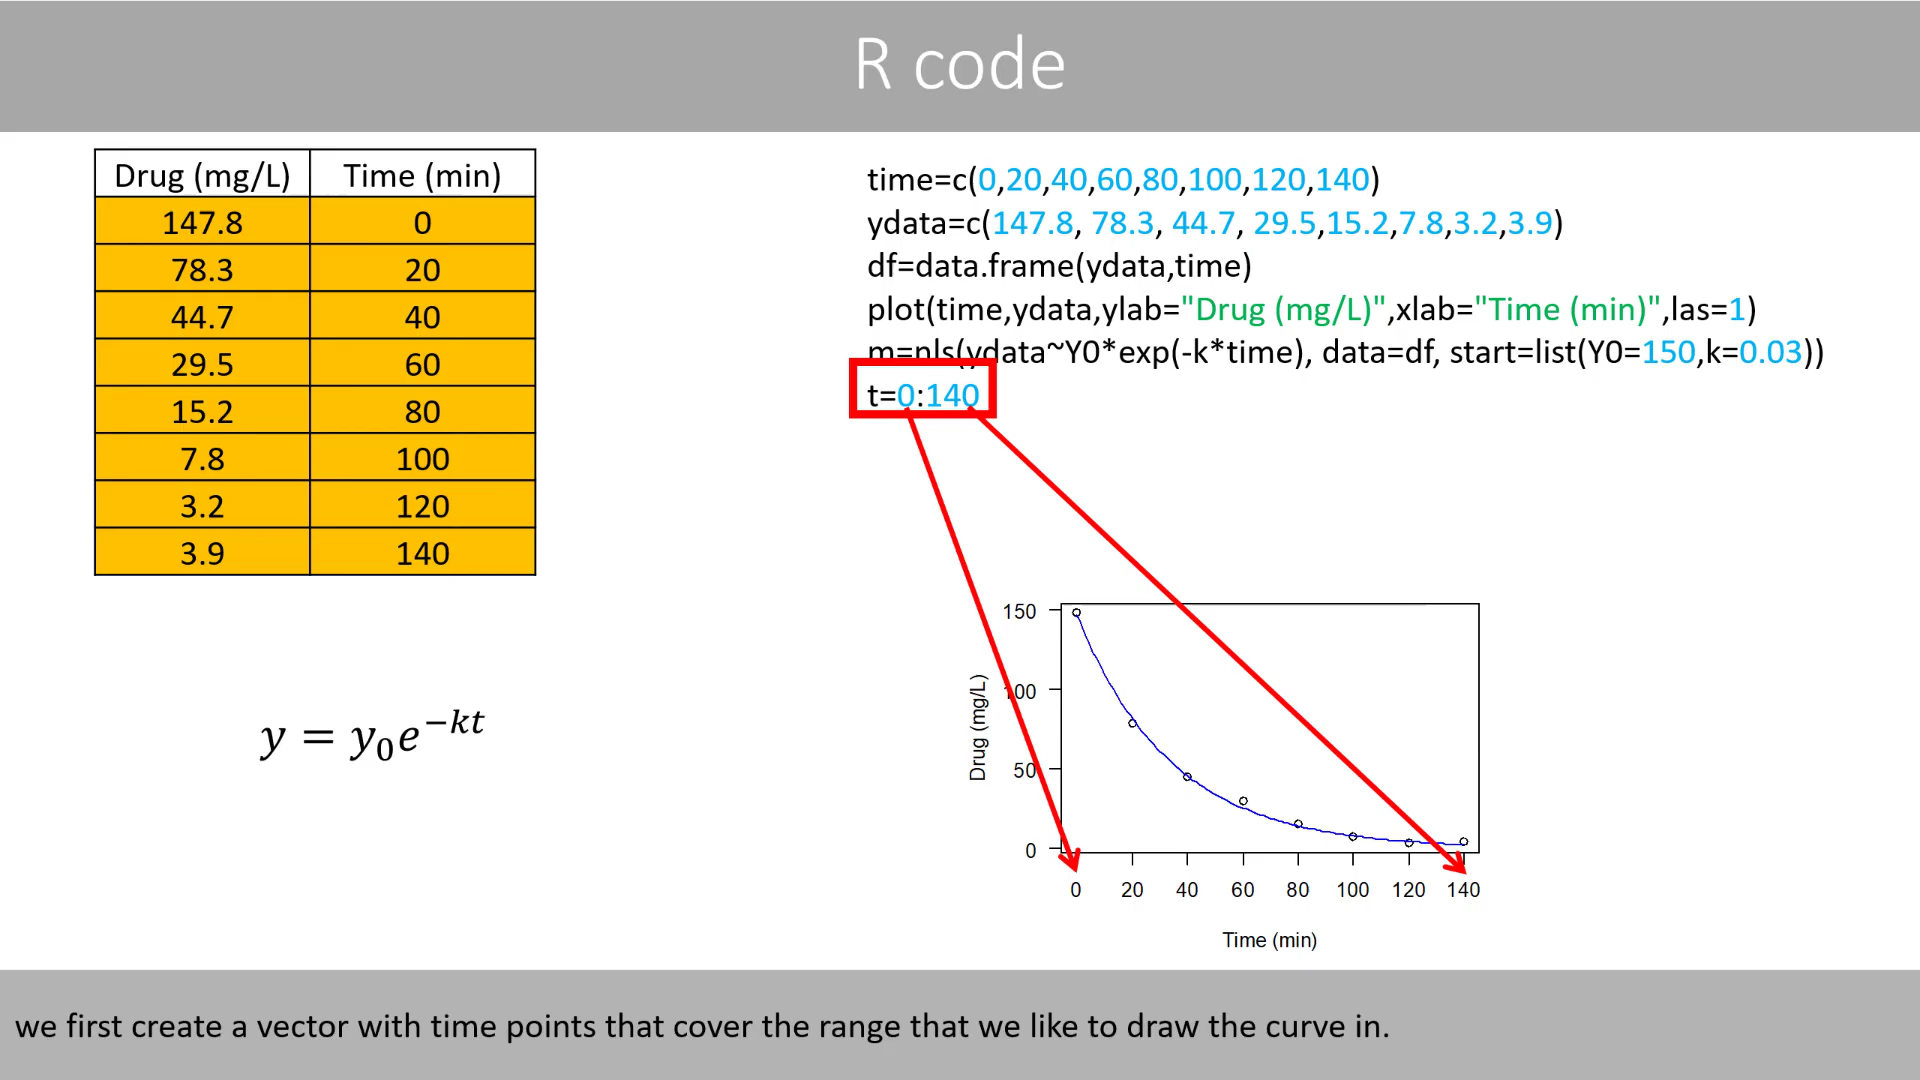 R code
Drug (mg/L) Time (min)
147.8 0
78.3 20
44.7 40
29.5 60
15.2 80
7.8 100
3.2 120
3.9 140
y = y₀e⁻ᵏᵗ
time=c(0,20,40,60,80,100,120,140)
ydata=c(147.8, 78.3, 44.7, 29.5,15.2,7.8,3.2,3.9)
df=data.frame(ydata,time)
plot(time,ydata,ylab="Drug (mg/L)",xlab="Time (min)",las=1)
m=nls(ydata~Y0*exp(-k*time), data=df, start=list(Y0=150,k=0.03))
t=0:140
Drug (mg/L)
150
100
50
0
0 20 40 60 80 100 120 140
Time (min)
we first create a vector with time points that cover the range that we like to draw the curve in.